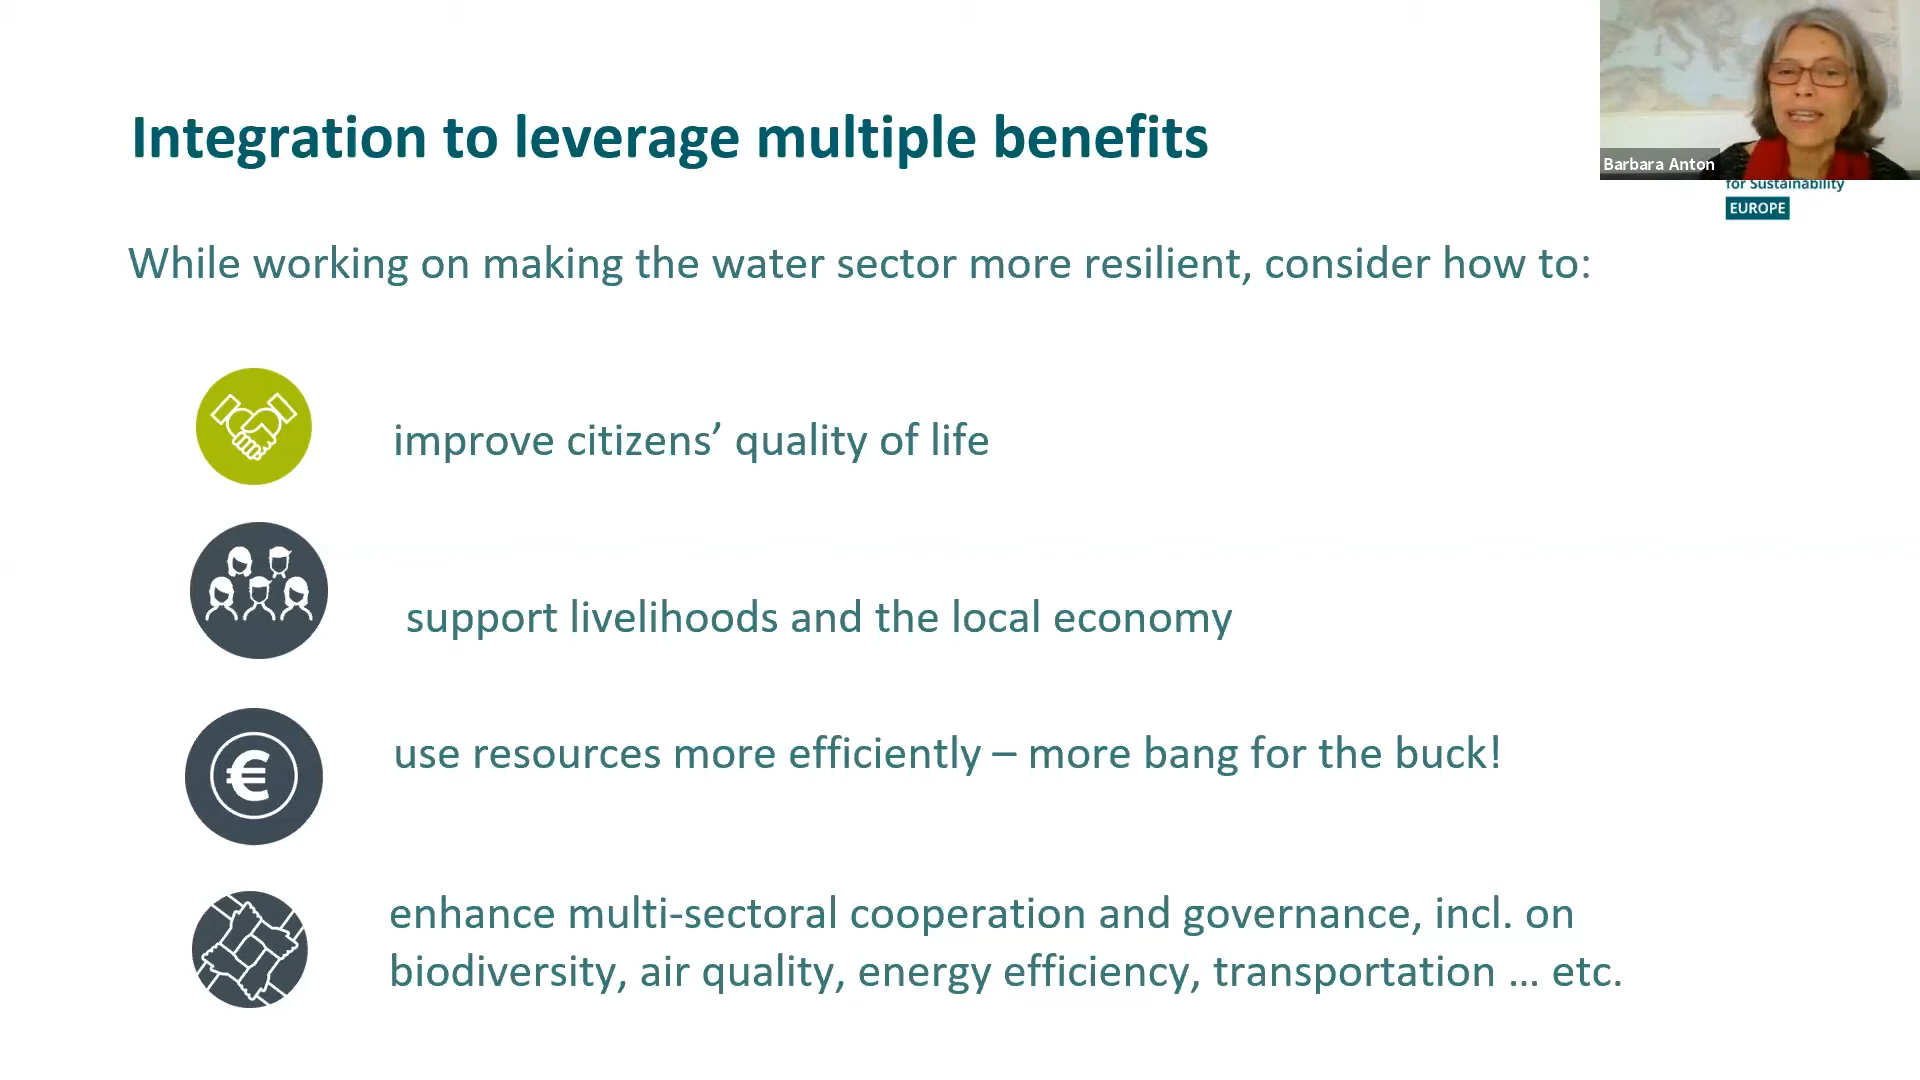 Integration to leverage multiple benefits
Barbara Anton
for Sustainability
EUROPE
While working on making the water sector more resilient, consider how to:
improve citizens’ quality of life
support livelihoods and the local economy
€
use resources more efficiently – more bang for the buck!
enhance multi-sectoral cooperation and governance, incl. on
biodiversity, air quality, energy efficiency, transportation ... etc.